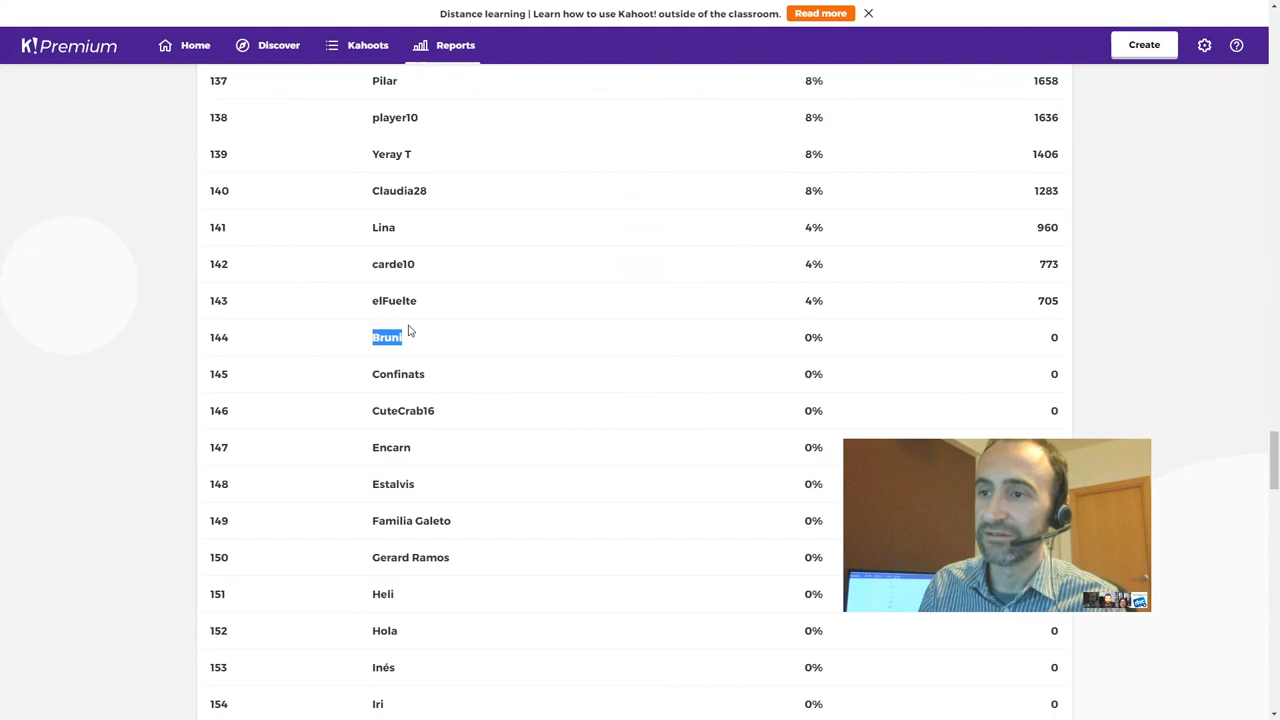 Distance learning | Learn how to use Kahoot! outside of the classroom. Read more
K!Premium Home Discover Kahoots Reports Create
137 Pilar 8% 1658
138 player10 8% 1636
139 Yeray T 8% 1406
140 Claudia28 8% 1283
141 Lina 4% 960
142 carde10 4% 773
143 elFuelte 4% 705
144 Bruni 0% 0
145 Confinats 0% 0
146 CuteCrab16 0% 0
147 Encarn 0%
148 Estalvis 0%
149 Familia Galeto 0%
150 Gerard Ramos 0%
151 Heli 0%
152 Hola 0% 0
153 Inés 0% 0
154 Iri 0% 0